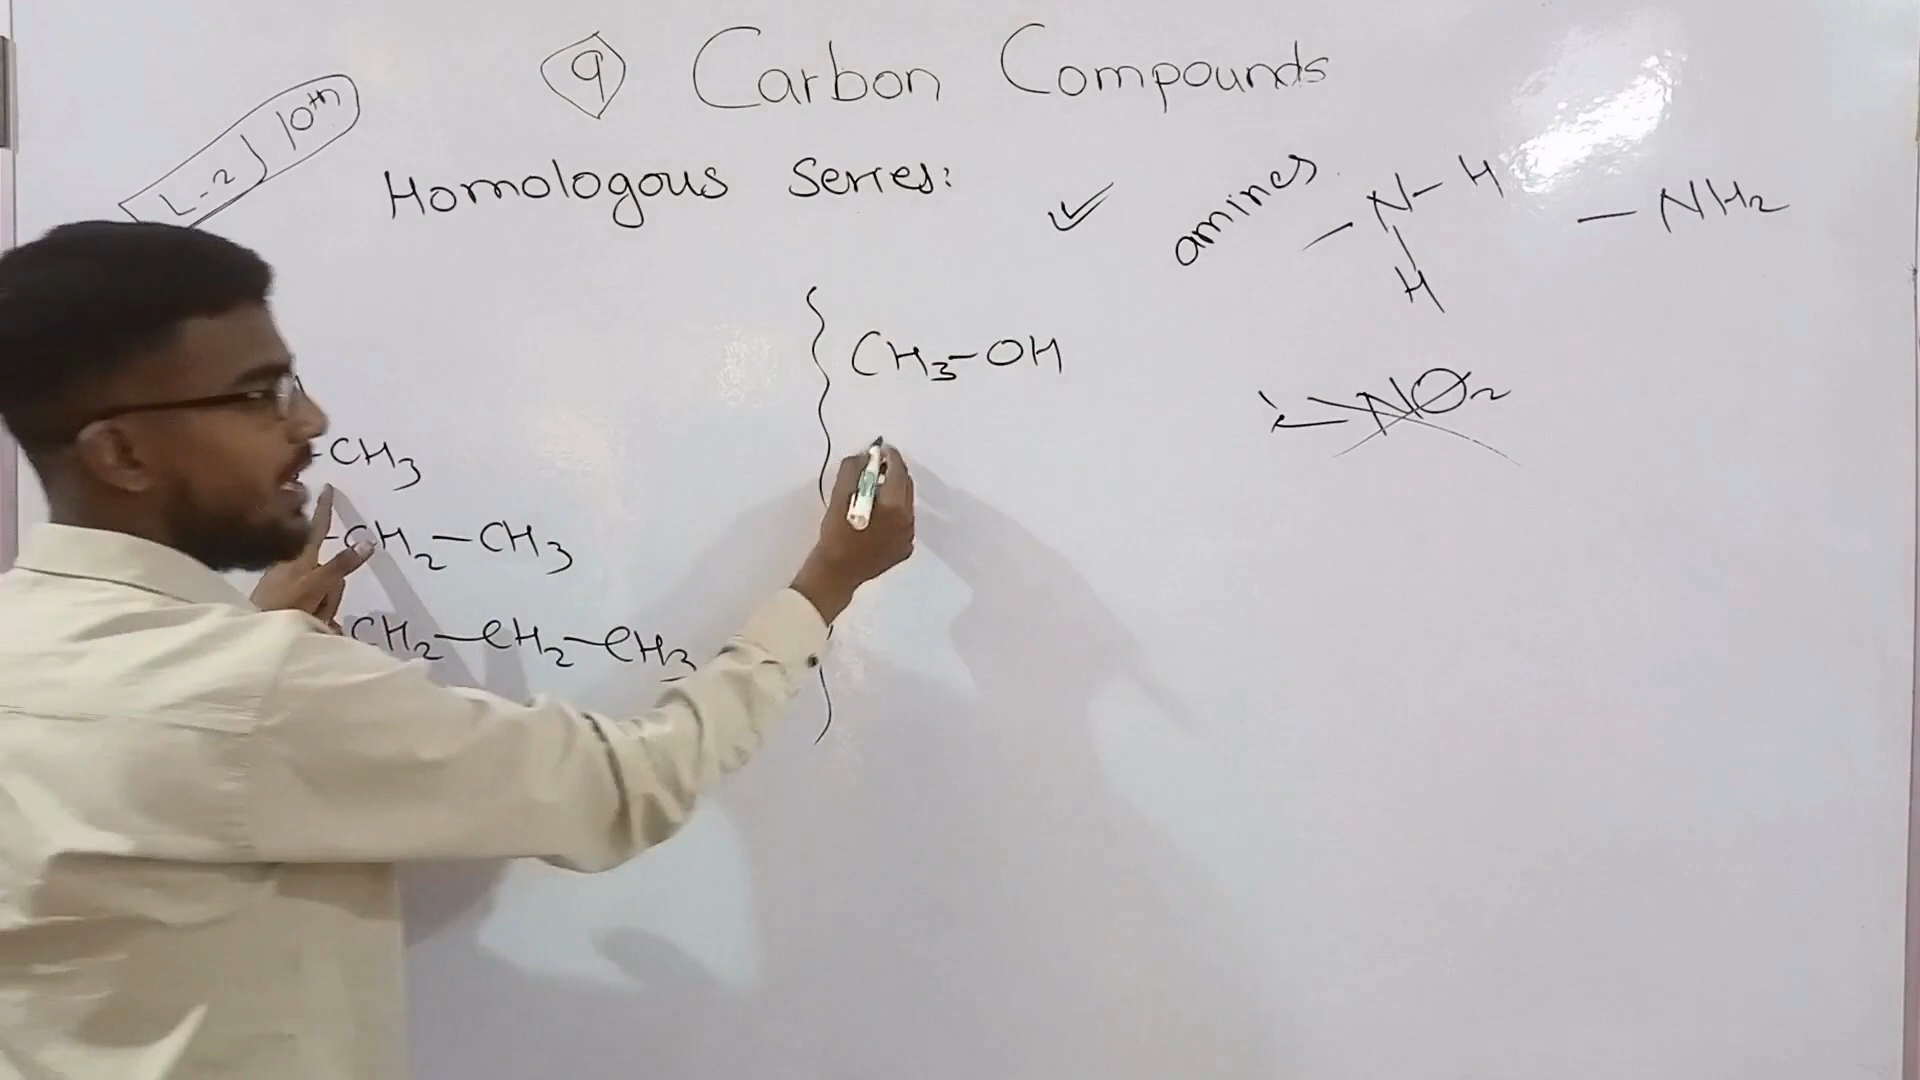 9 Carbon Compounds
L-2 10th
Homologous Series:
amines
-N-H
H
-NH2
CH3-OH
-NO2
-CH3
-CH2-CH3
CH2-CH2-CH3